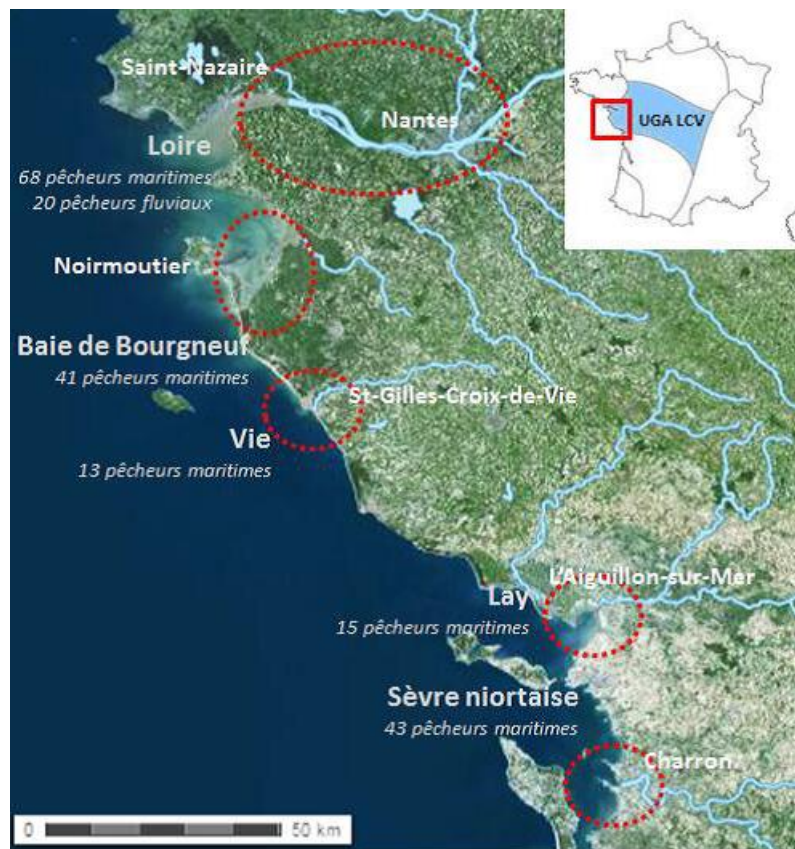 Saint-Nazaire
Nantes
UGA LCV
Loire
68 pêcheurs maritimes
20 pêcheurs fluviaux
Noirmoutier
Baie de Bourgneuf
41 pêcheurs maritimes
St-Gilles-Croix-de-Vie
Vie
13 pêcheurs maritimes
L'Aiguillon-sur-Mer
Lay
15 pêcheurs maritimes
Sèvre niortaise
43 pêcheurs maritimes
Charron
0 50 km